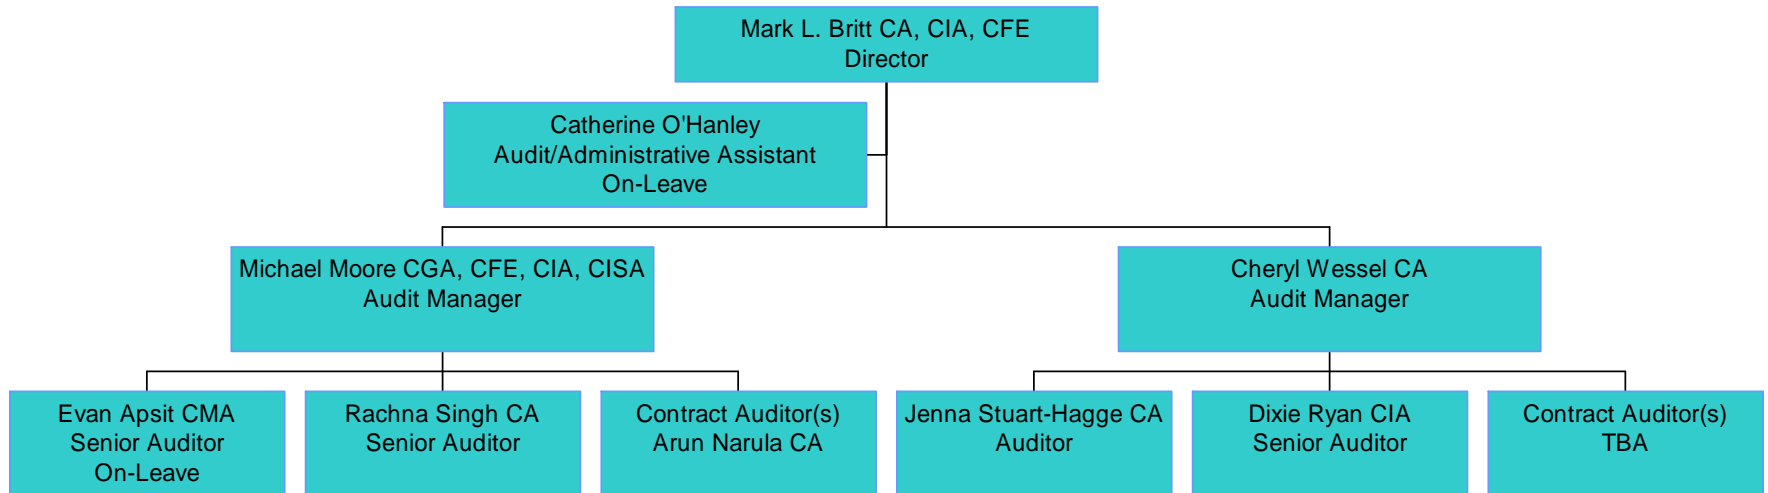 Mark L. Britt CA, CIA, CFE
Director
Catherine O'Hanley
Audit/Administrative Assistant
On-Leave
Michael Moore CGA, CFE, CIA, CISA
Audit Manager
Cheryl Wessel CA
Audit Manager
Evan Apsit CMA
Senior Auditor
On-Leave
Rachna Singh CA
Senior Auditor
Contract Auditor(s)
Arun Narula CA
Jenna Stuart-Hagge CA
Auditor
Dixie Ryan CIA
Senior Auditor
Contract Auditor(s)
TBA